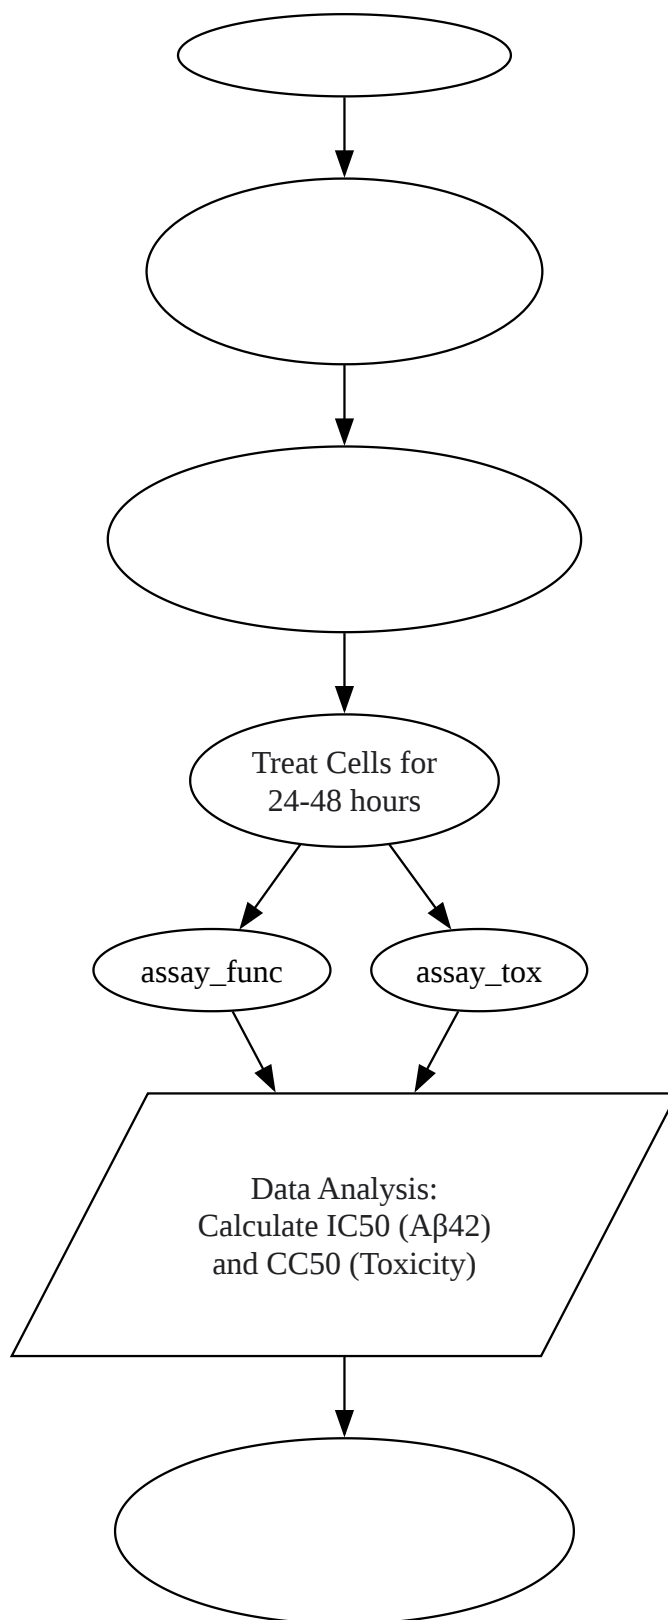 Treat Cells for
24-48 hours
assay_func
assay_tox
Data Analysis:
Calculate IC50 (Aβ42)
and CC50 (Toxicity)